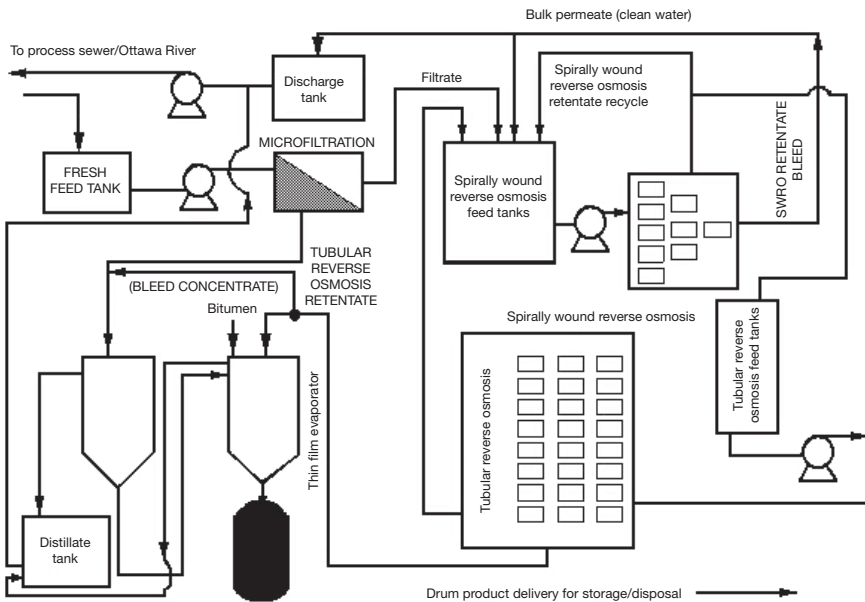 Bulk permeate (clean water)
To process sewer/Ottawa River
Discharge
tank
Filtrate
Spirally wound
reverse osmosis
retentate recycle
MICROFILTRATION
FRESH
FEED TANK
Spirally wound
reverse osmosis
feed tanks
SWRO RETENTATE
BLEED
TUBULAR
REVERSE
OSMOSIS
RETENTATE
(BLEED CONCENTRATE)
Bitumen
Spirally wound reverse osmosis
Thin film evaporator
Tubular reverse osmosis
Tubular reverse
osmosis feed tanks
Distillate
tank
Drum product delivery for storage/disposal